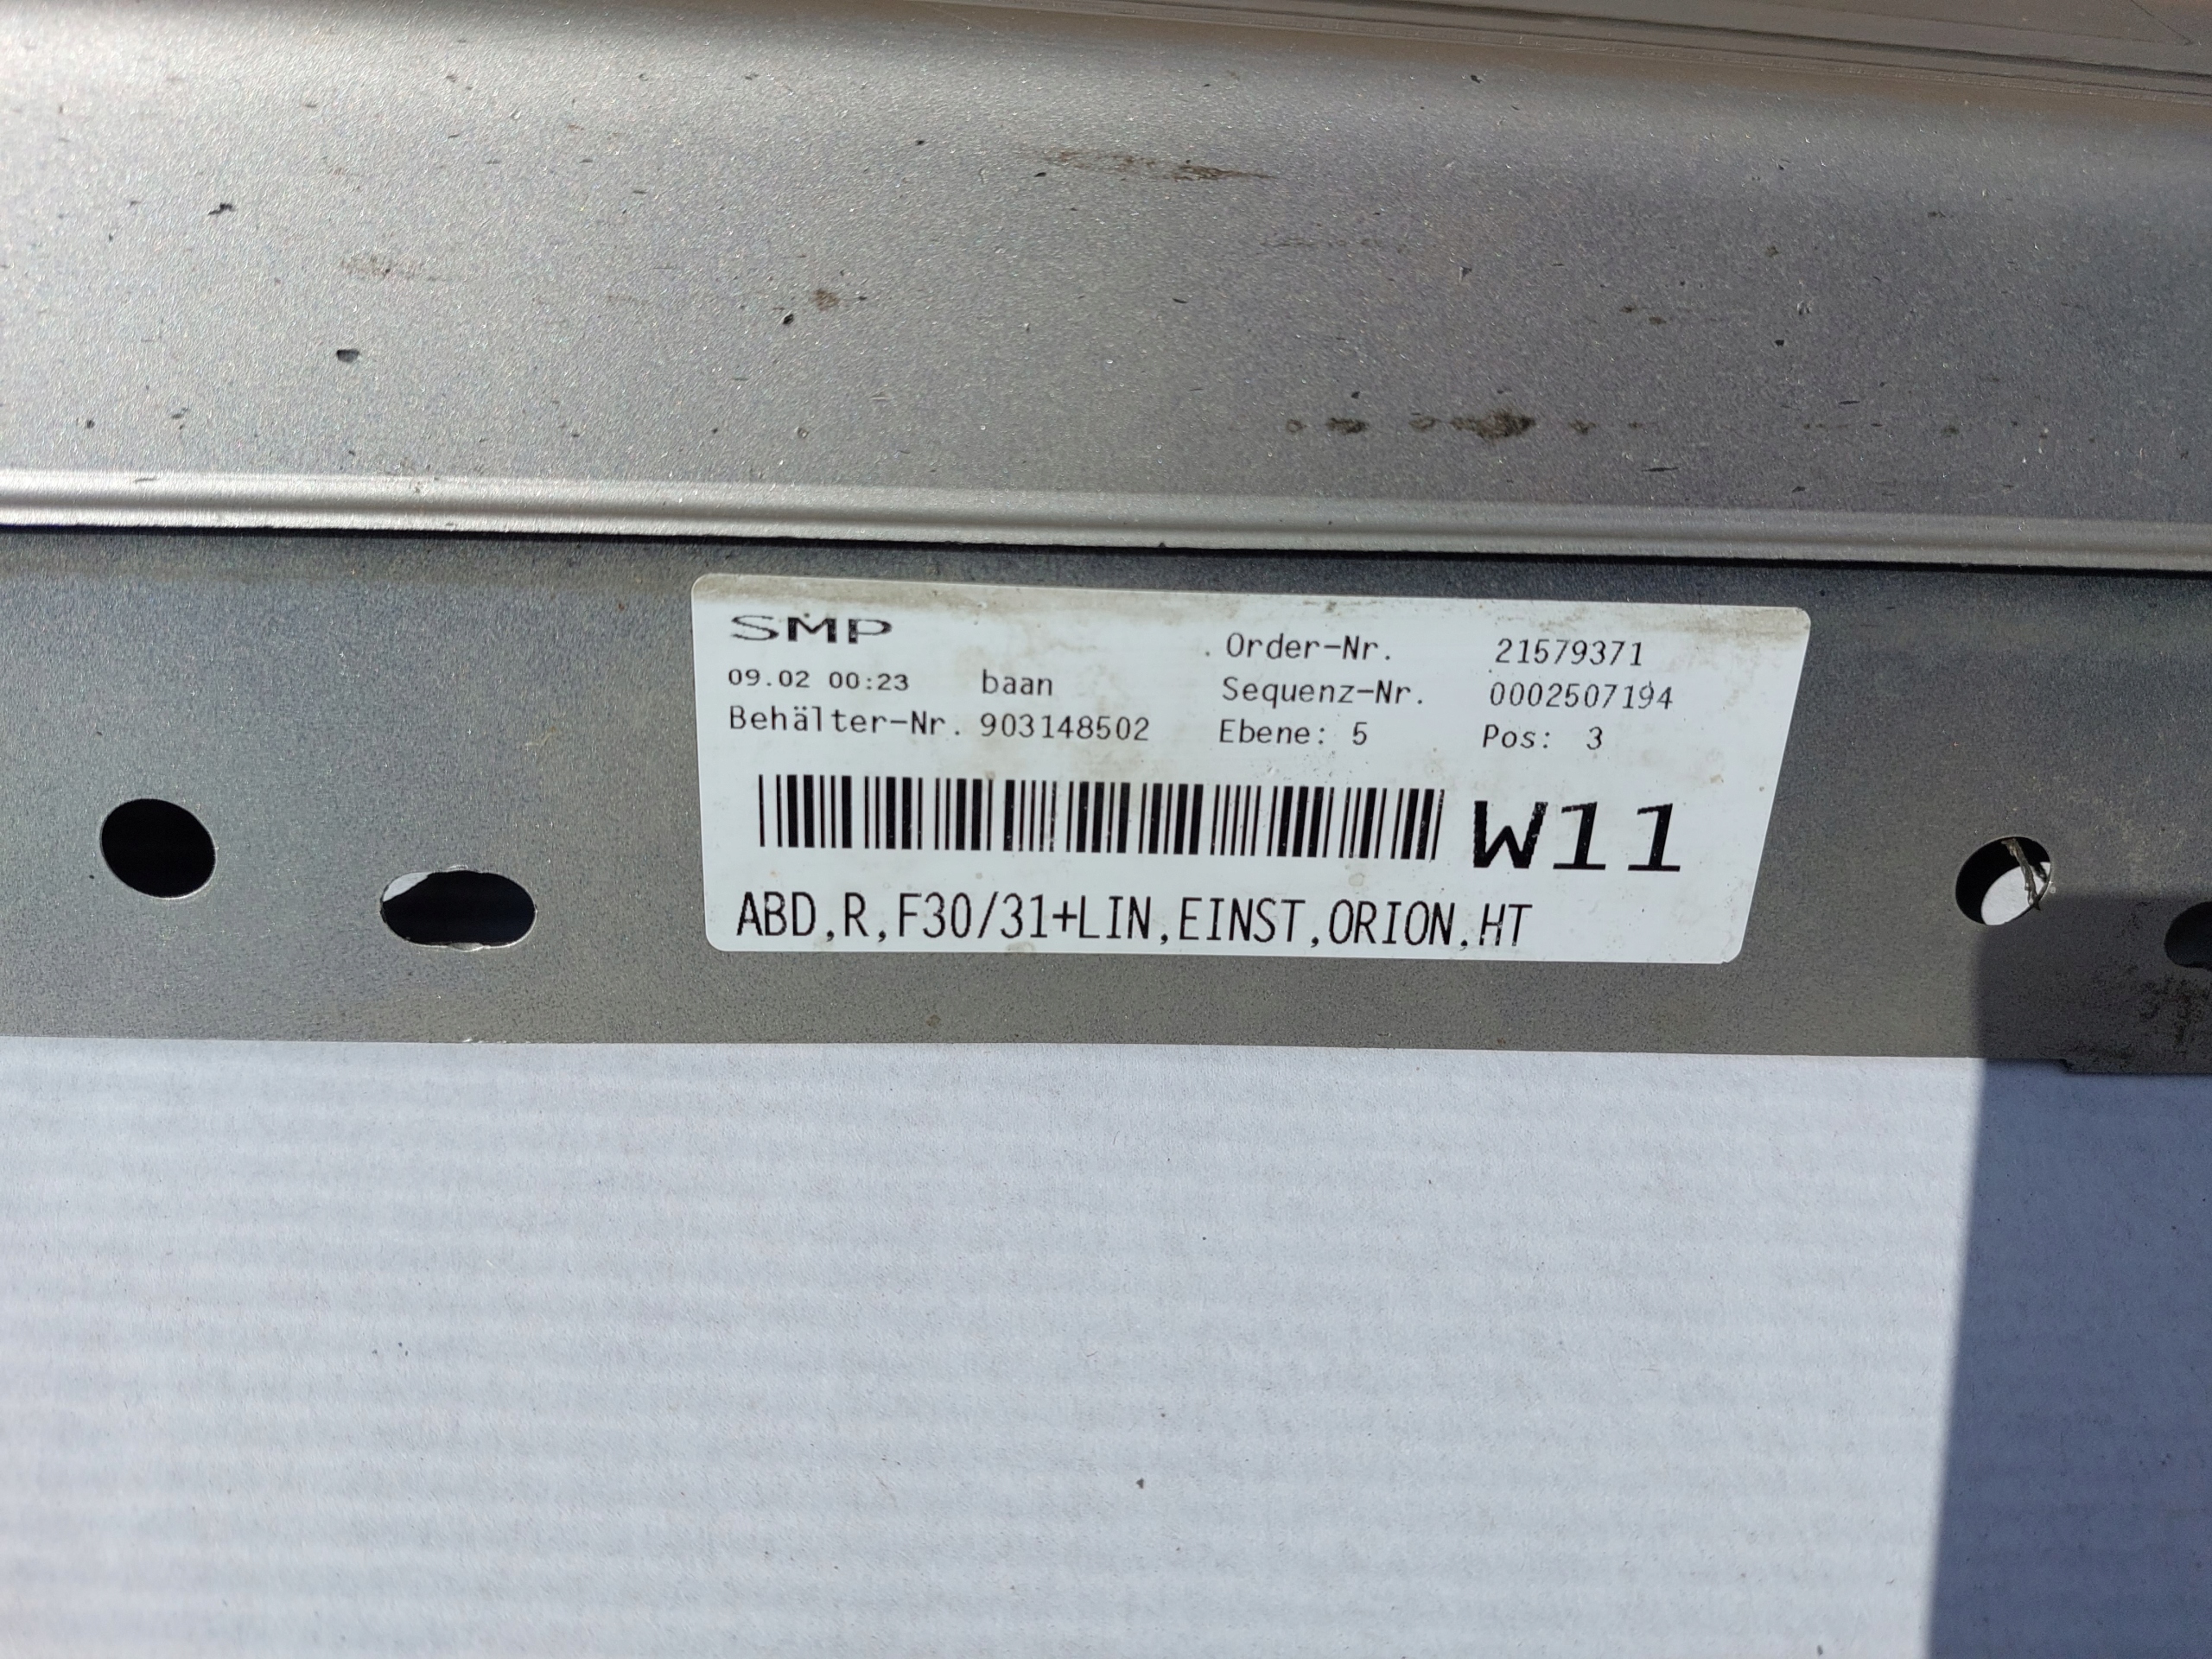 SMP
09.02 00:23 baan
Behälter-Nr. 903148502
Order-Nr. 21579371
Sequenz-Nr. 0002507194
Ebene: 5 Pos: 3
W11
ABD,R,F30/31+LIN,EINST,ORION,HT